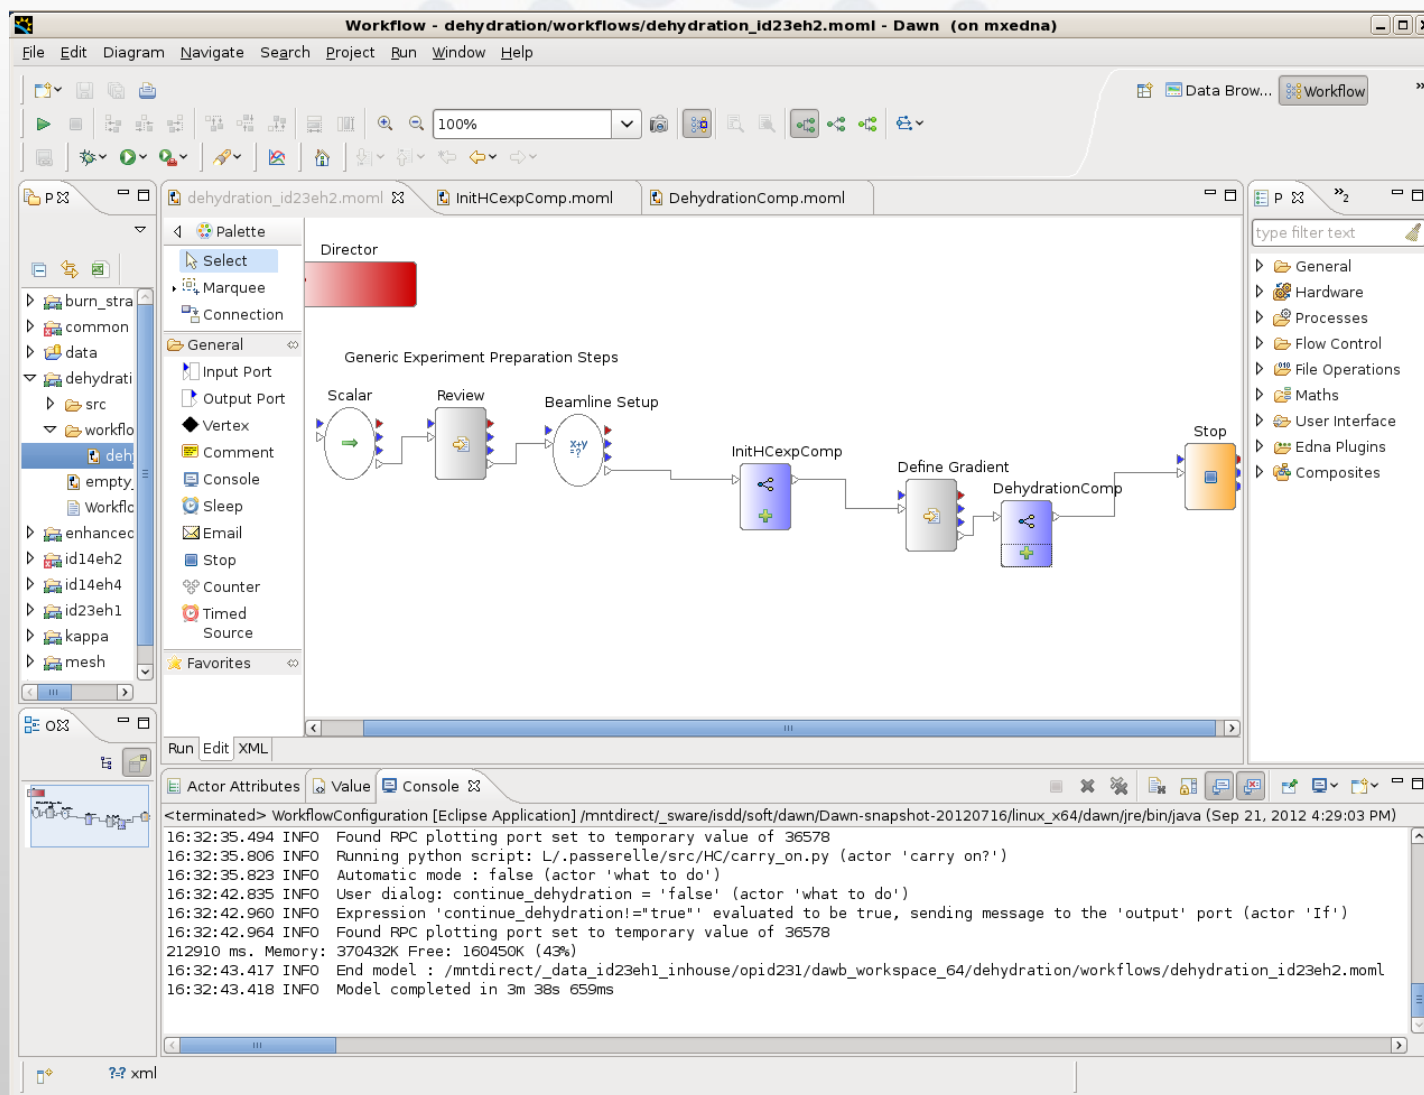 Workflow - dehydration/workflows/dehydration_id23eh2.moml - Dawn (on mxedna)
File Edit Diagram Navigate Search Project Run Window Help
Data Brow... Workflow »
100%
P
dehydration_id23eh2.moml InitHCexpComp.moml DehydrationComp.moml
P »2
Palette
Select
Marquee
Connection
General
Input Port
Output Port
Vertex
Comment
Console
Sleep
Email
Stop
Counter
Timed
Source
Favorites
burn_stra
common
data
dehydrati
src
workflo
deh
empty_
Workflo
enhanced
id14eh2
id14eh4
id23eh1
kappa
mesh
Director
Generic Experiment Preparation Steps
Scalar
Review
Beamline Setup
x+y
=?
InitHCexpComp
Define Gradient
DehydrationComp
Stop
type filter text
General
Hardware
Processes
Flow Control
File Operations
Maths
User Interface
Edna Plugins
Composites
O
Run Edit XML
Actor Attributes Value Console
<terminated> WorkflowConfiguration [Eclipse Application] /mntdirect/_sware/isdd/soft/dawn/Dawn-snapshot-20120716/linux_x64/dawn/jre/bin/java (Sep 21, 2012 4:29:03 PM)
16:32:35.494 INFO Found RPC plotting port set to temporary value of 36578
16:32:35.806 INFO Running python script: L/.passerelle/src/HC/carry_on.py (actor 'carry on?')
16:32:35.823 INFO Automatic mode : false (actor 'what to do')
16:32:42.835 INFO User dialog: continue_dehydration = 'false' (actor 'what to do')
16:32:42.960 INFO Expression 'continue_dehydration!="true"' evaluated to be true, sending message to the 'output' port (actor 'If')
16:32:42.964 INFO Found RPC plotting port set to temporary value of 36578
212910 ms. Memory: 370432K Free: 160450K (43%)
16:32:43.417 INFO End model : /mntdirect/_data_id23eh1_inhouse/opid231/dawb_workspace_64/dehydration/workflows/dehydration_id23eh2.moml
16:32:43.418 INFO Model completed in 3m 38s 659ms
?=? xml